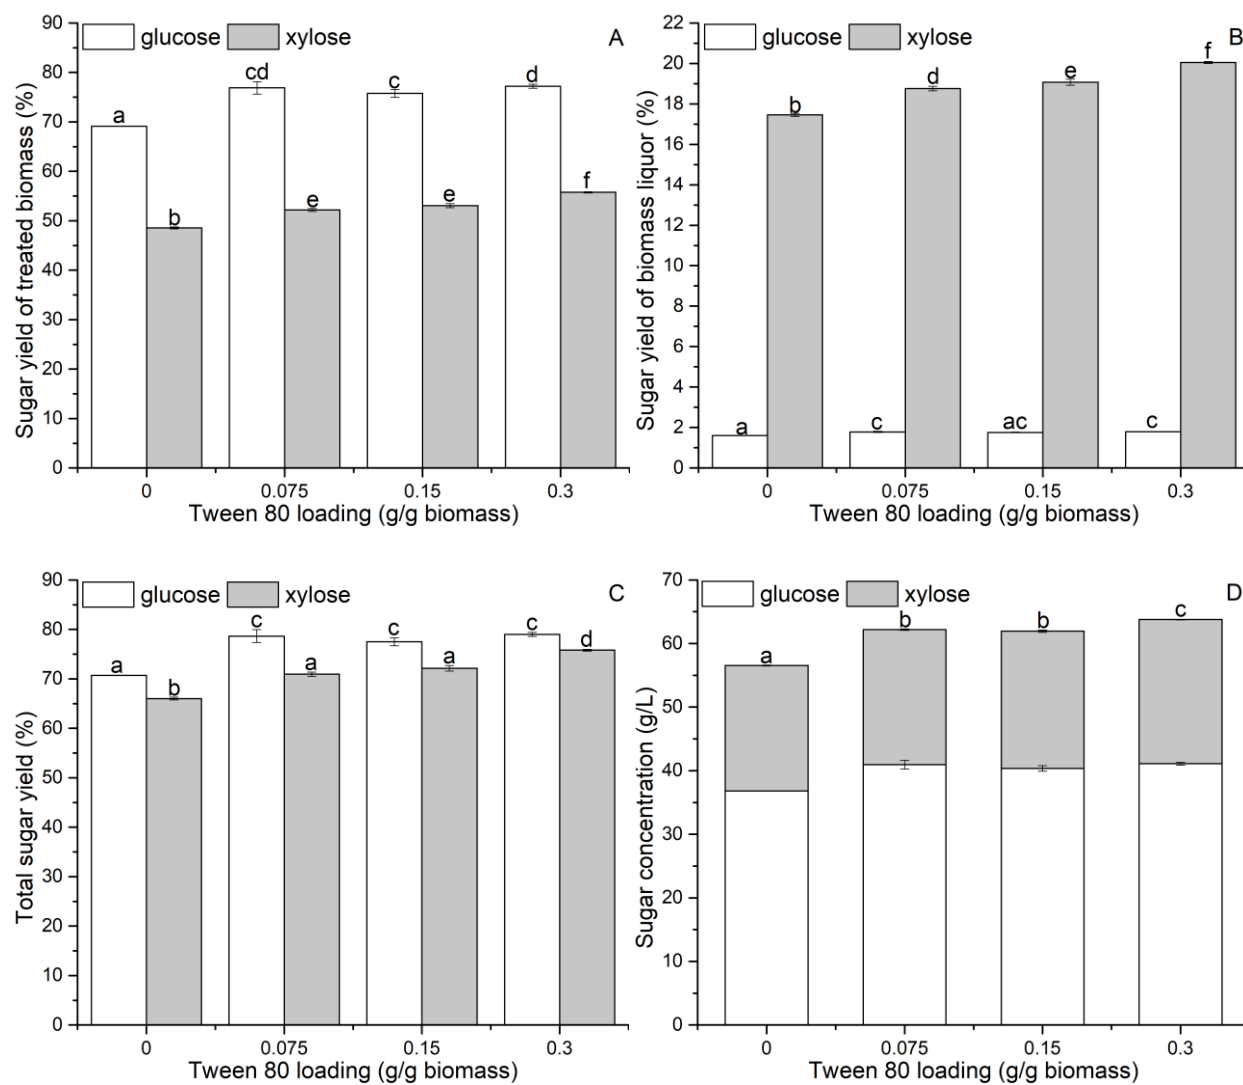 glucose xylose A
Sugar yield of treated biomass (%)
90
80
70
60
50
40
30
20
10
0
a b cd e c e d f
0 0.075 0.15 0.3
Tween 80 loading (g/g biomass)
glucose xylose B
Sugar yield of biomass liquor (%)
22
20
18
16
14
12
10
8
6
4
2
0
a b c d ac e c f
0 0.075 0.15 0.3
Tween 80 loading (g/g biomass)
glucose xylose C
Total sugar yield (%)
90
80
70
60
50
40
30
20
10
0
a b c a c a c d
0 0.075 0.15 0.3
Tween 80 loading (g/g biomass)
glucose xylose D
Sugar concentration (g/L)
70
60
50
40
30
20
10
0
a b b c
0 0.075 0.15 0.3
Tween 80 loading (g/g biomass)